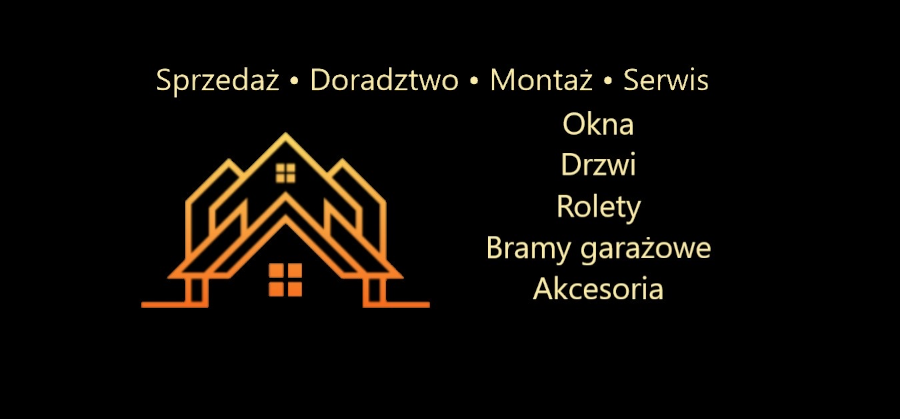 Sprzedaż • Doradztwo • Montaż • Serwis
Okna
Drzwi
Rolety
Bramy garażowe
Akcesoria